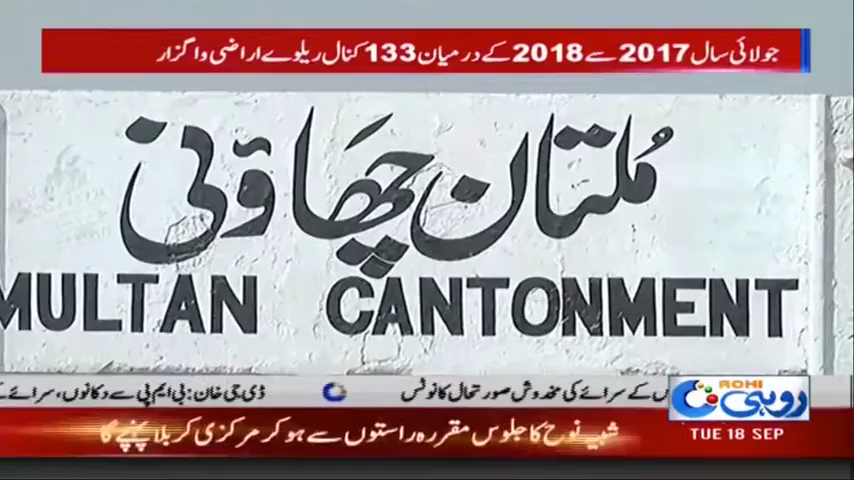 جولائی سال 2017 سے 2018 کے درمیان 133 کنال ریلوے اراضی واگزار
ملتان چھاؤنی
MULTAN CANTONMENT
کے سرائے کی مخدوش صورتحال کا نوٹس
ڈی جی خان: بی ایم پی سے دکانوں، سرائے
ROHI
روہی
شبیہ نوح کا جلوس مقررہ راستوں سے ہو کر مرکزی کربلا پہنچے گا
TUE 18 SEP